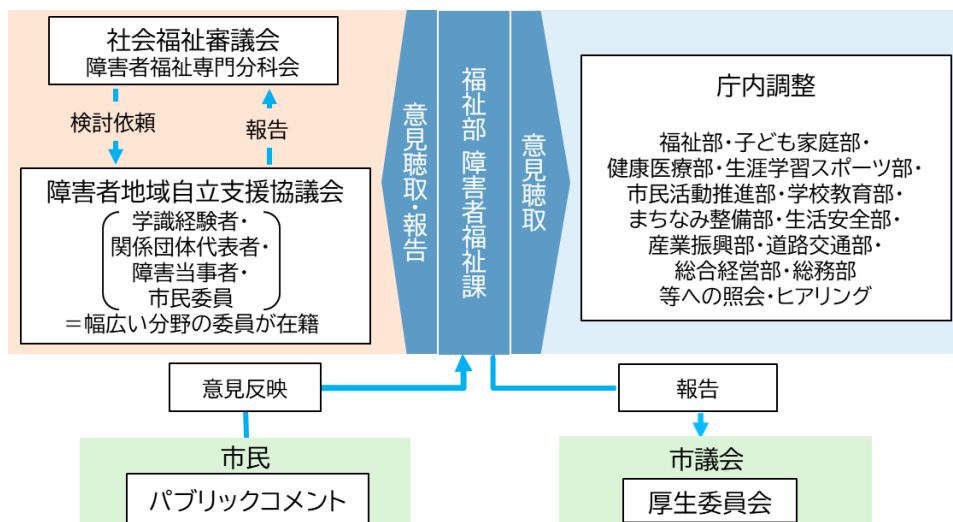 社会福祉審議会
障害者福祉専門分科会
検討依頼
報告
障害者地域自立支援協議会
学識経験者・
関係団体代表者・
障害当事者・
市民委員
＝幅広い分野の委員が在籍
意見聴取・報告
福祉部 障害者福祉課
意見聴取
庁内調整
福祉部・子ども家庭部・
健康医療部・生涯学習スポーツ部・
市民活動推進部・学校教育部・
まちなみ整備部・生活安全部・
産業振興部・道路交通部・
総合経営部・総務部
等への照会・ヒアリング
意見反映
報告
市民
パブリックコメント
市議会
厚生委員会